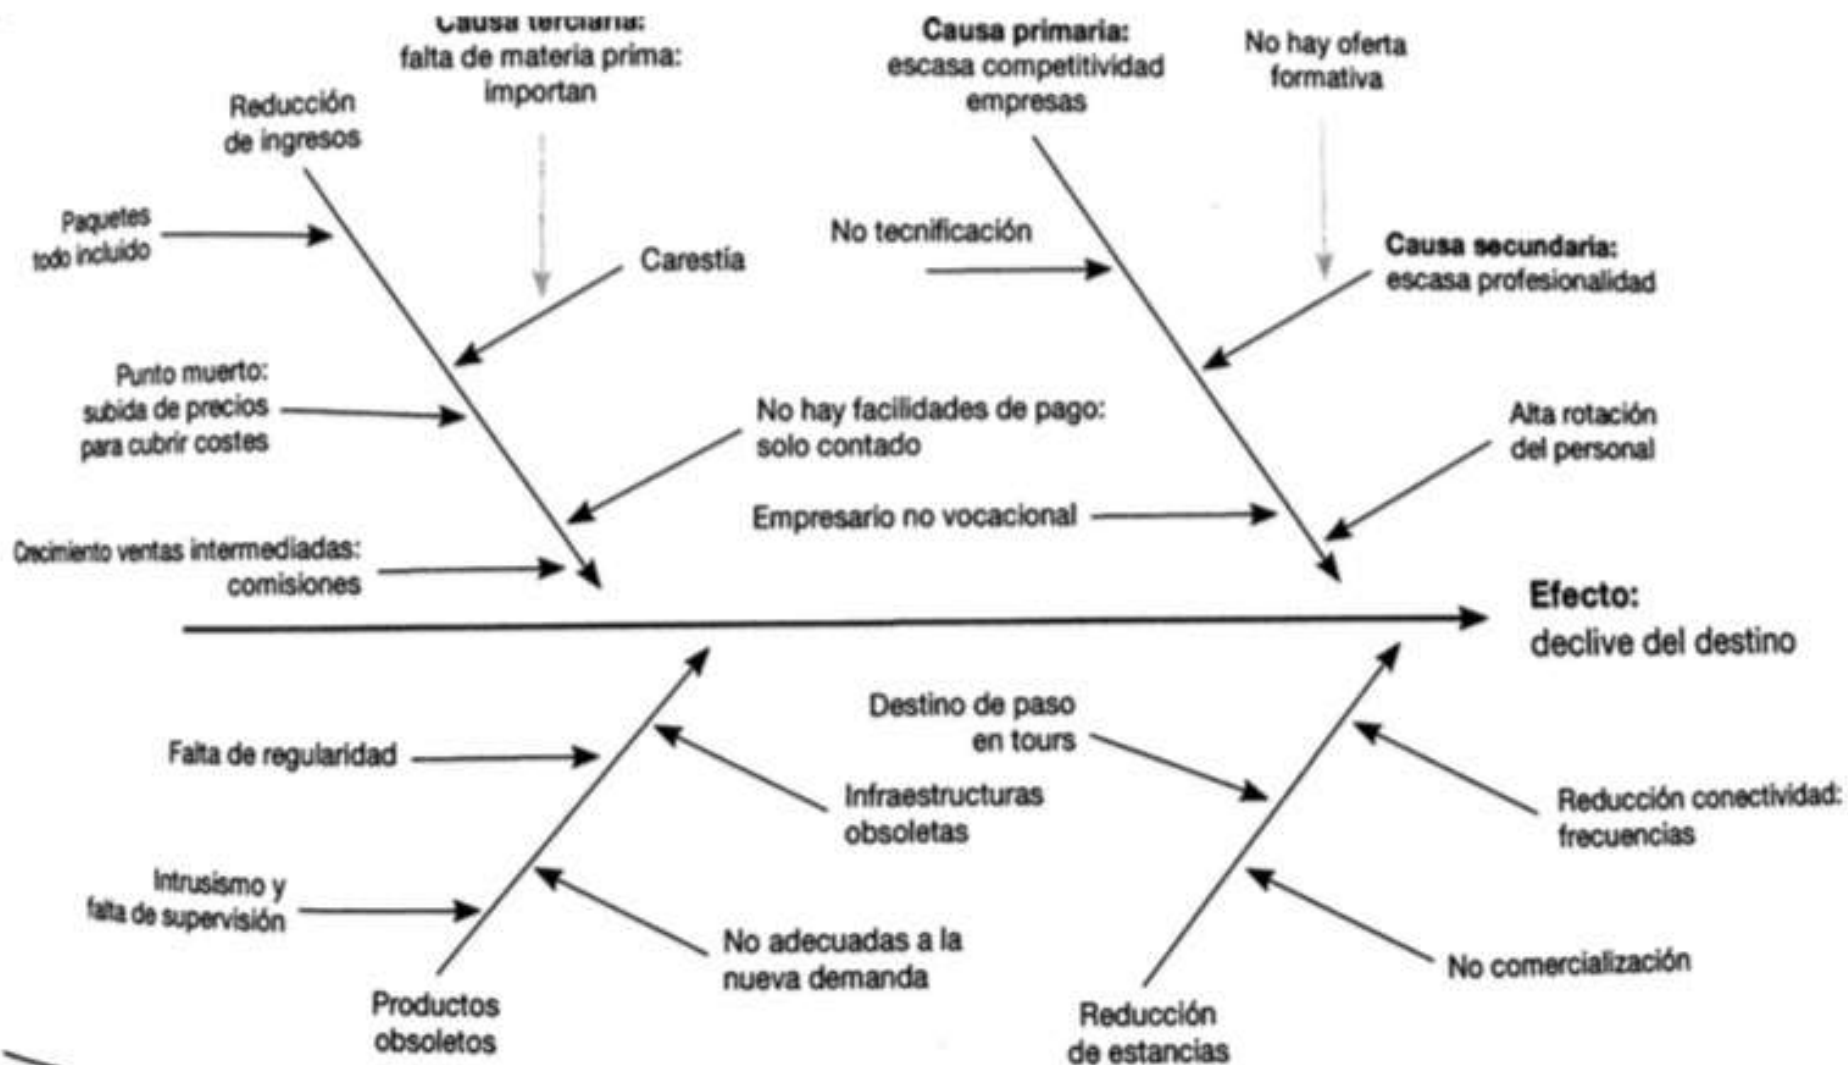 Causa terciaria:
falta de materia prima:
importan
Causa primaria:
escasa competitividad
empresas
No hay oferta
formativa
Reducción
de ingresos
Paquetes
todo incluido
Carestía
No tecnificación
Causa secundaria:
escasa profesionalidad
Punto muerto:
subida de precios
para cubrir costes
No hay facilidades de pago:
solo contado
Alta rotación
del personal
Empresario no vocacional
Crecimiento ventas intermediadas:
comisiones
Efecto:
declive del destino
Falta de regularidad
Destino de paso
en tours
Infraestructuras
obsoletas
Reducción conectividad:
frecuencias
Intrusismo y
falta de supervisión
No adecuadas a la
nueva demanda
No comercialización
Productos
obsoletos
Reducción
de estancias